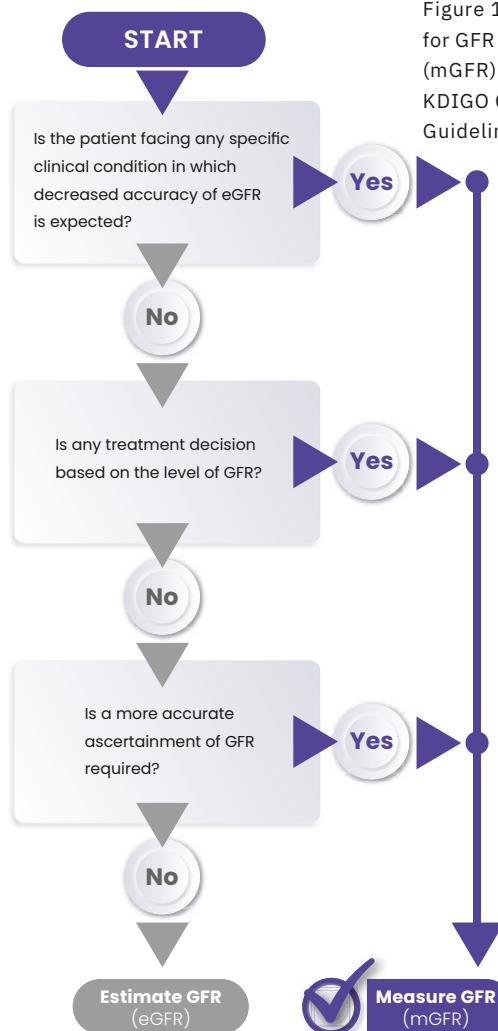 Figure 1
for GFR
(mGFR)
KDIGO
START
Is the patient facing any specific
clinical condition in which
decreased accuracy of eGFR
is expected?
Yes
No
Is any treatment decision
based on the level of GFR?
Yes
No
Is a more accurate
ascertainment of GFR
required?
Yes
No
Estimate GFR
(eGFR)
Measure GFR
(mGFR)